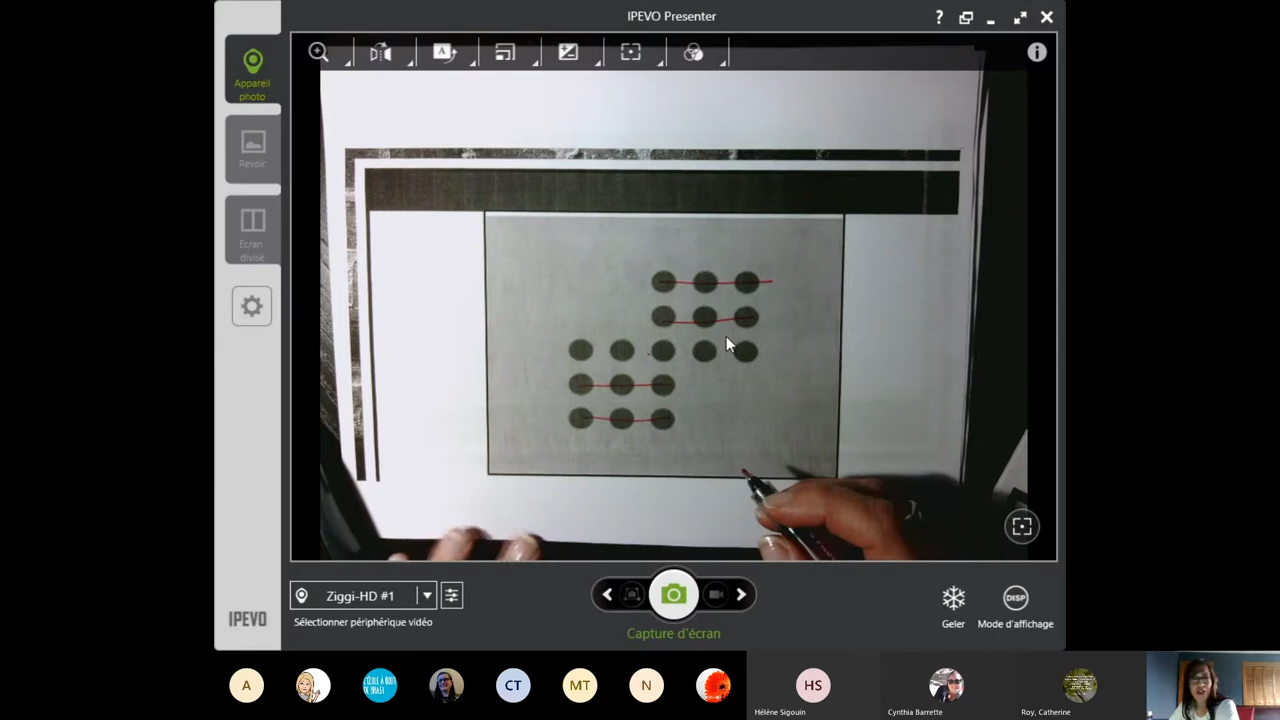 IPEVO Presenter
?
Appareil
photo
A
i
Revoir
Ecran
divisé
Ziggi-HD #1
DISP
IPEVO
Sélectionner périphérique vidéo
Capture d'écran
Geler
Mode d'affichage
A
CT
MT
N
HS
Hélène Sigouin
Cynthia Barrette
Roy, Catherine